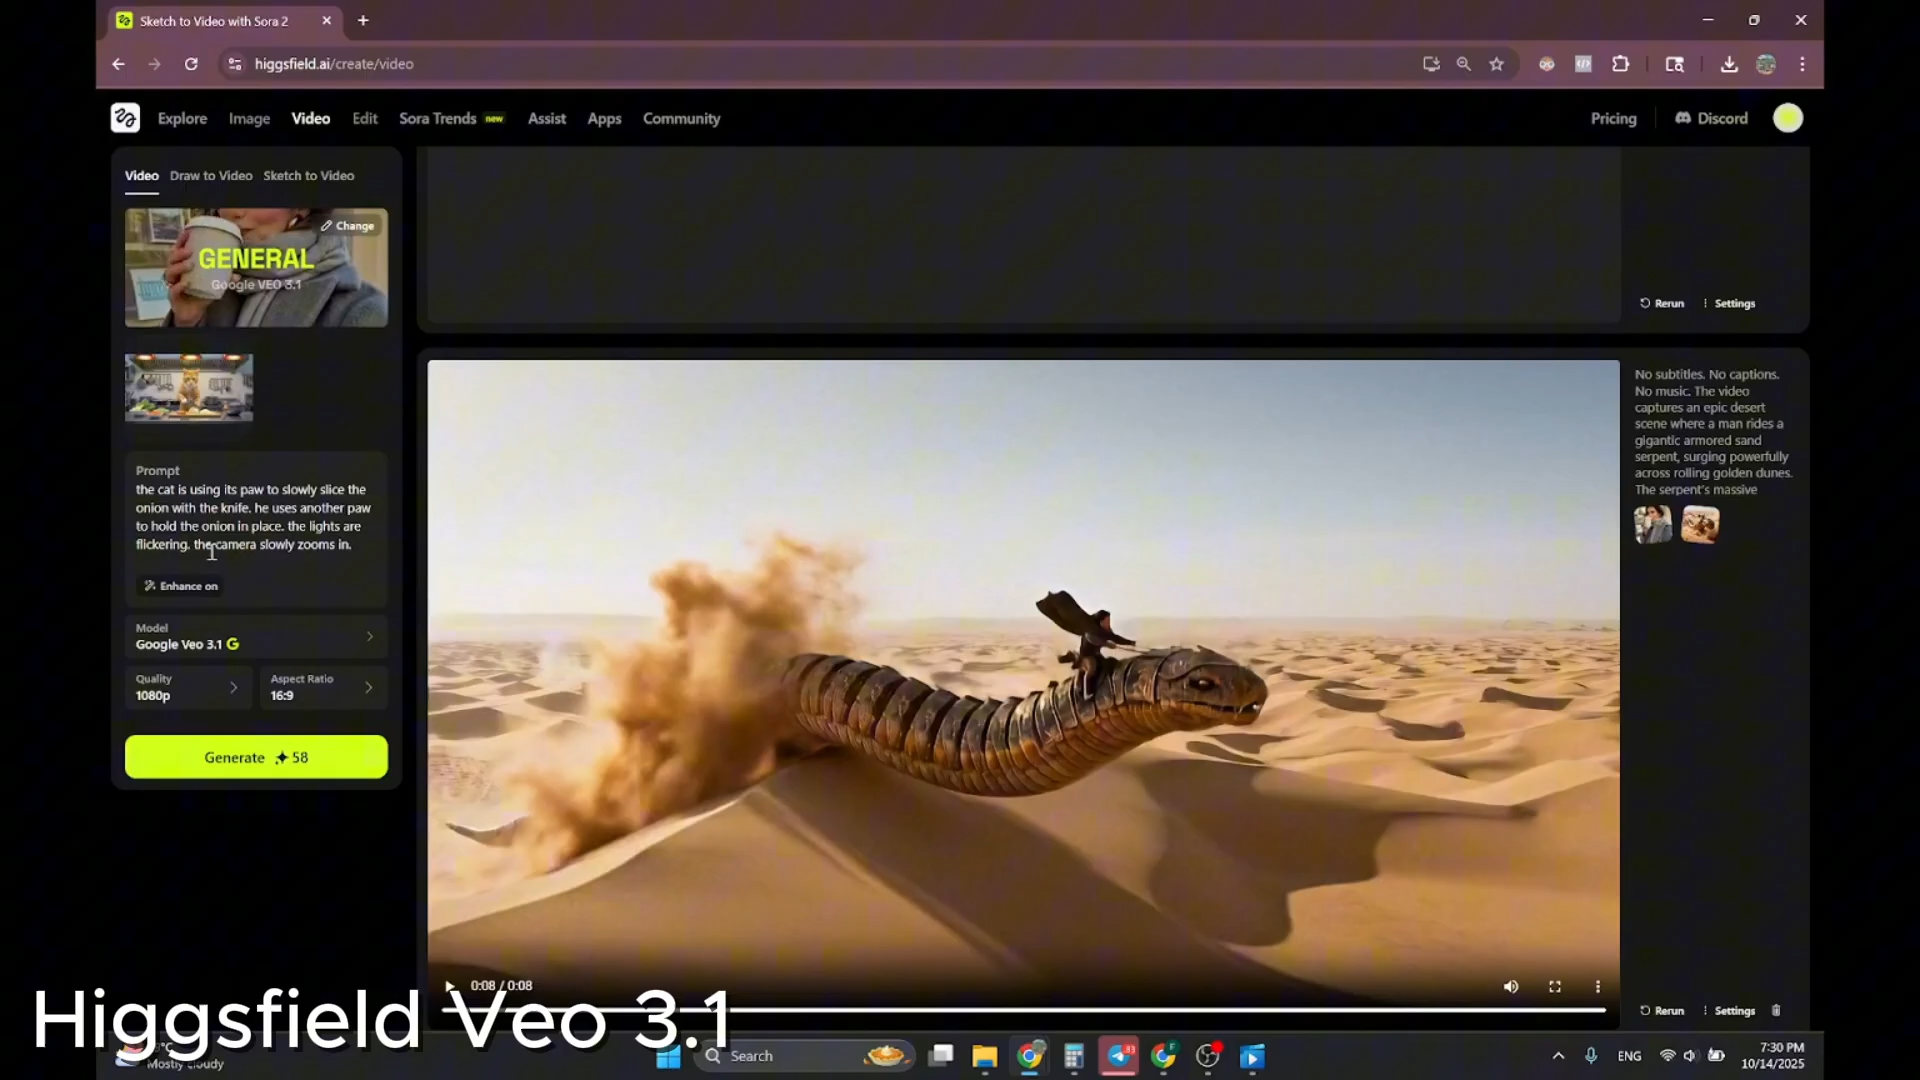 Sketch to Video with Sora 2
higgsfield.ai/create/video
Explore
Image
Video
Edit
Sora Trends new
Assist
Apps
Community
Pricing
Discord
Video
Draw to Video
Sketch to Video
Change
GENERAL
Google VEO 3.1
Prompt
the cat is using its paw to slowly slice the
onion with the knife. he uses another paw
to hold the onion in place. the lights are
flickering. the camera slowly zooms in.
Enhance on
Model
Google Veo 3.1
Quality
1080p
Aspect Ratio
16:9
Generate 58
Rerun
Settings
No subtitles. No captions.
No music. The video
captures an epic desert
scene where a man rides a
gigantic armored sand
serpent, surging powerfully
across rolling golden dunes.
The serpent's massive
0:08 / 0:08
Rerun
Settings
Higgsfield Veo 3.1
Mostly cloudy
Search
ENG
7:30 PM
10/14/2025